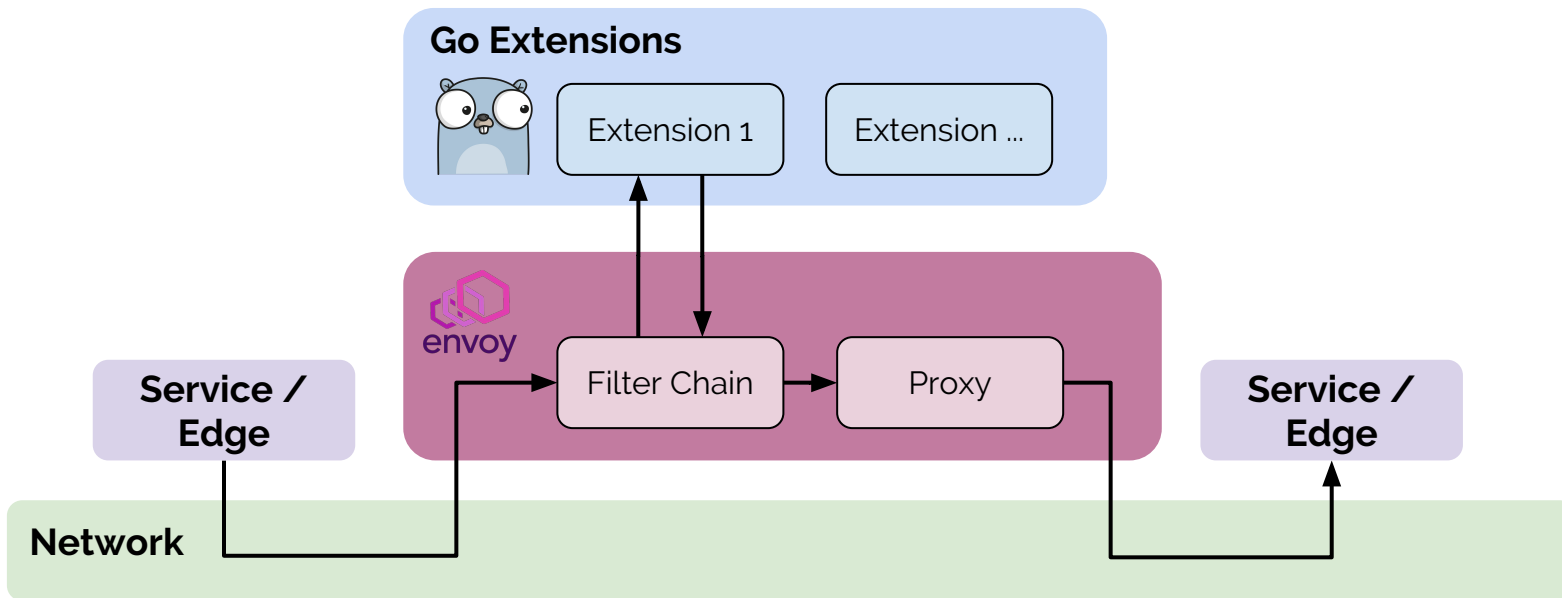 Go Extensions
Extension 1
Extension ...
envoy
Filter Chain
Proxy
Service /
Edge
Service /
Edge
Network